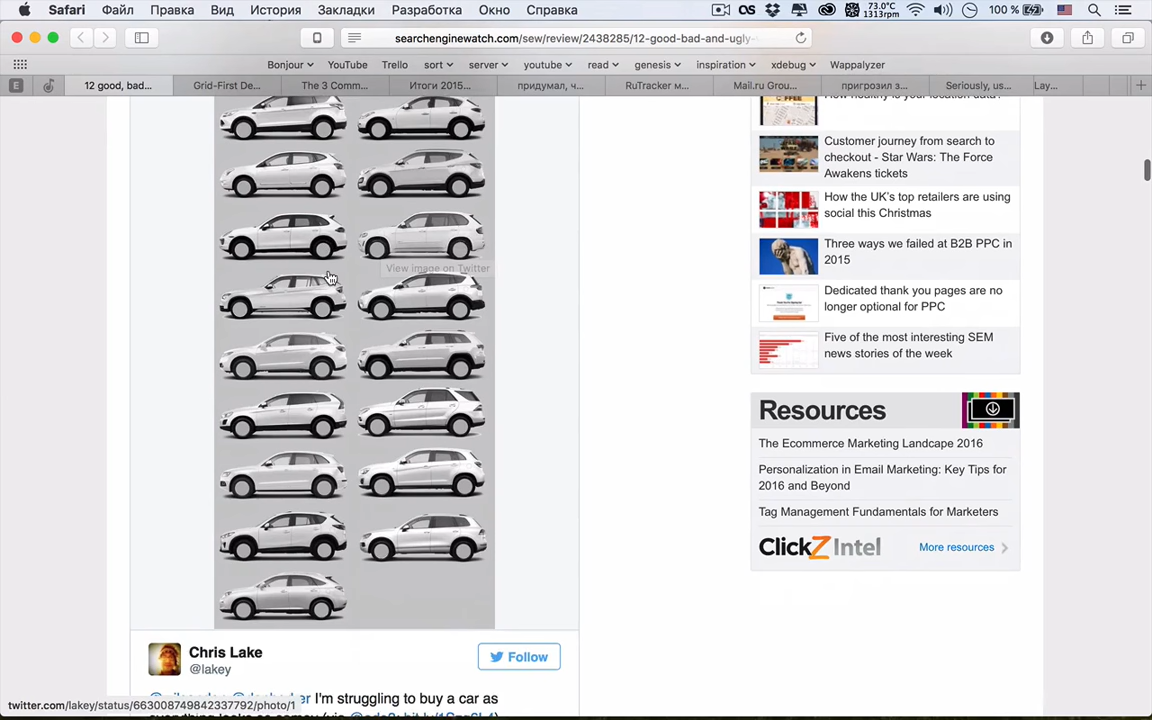 Safari Файл Правка Вид История Закладки Разработка Окно Справка
73.0°C
1313rpm
100 %
searchenginewatch.com/sew/review/2438285/12-good-bad-and-ugly-
Bonjour YouTube Trello sort server youtube read genesis inspiration xdebug Wappalyzer
12 good, bad... Grid-First De... The 3 Comm... Итоги 2015... придумал, ч... RuTracker м... Mail.ru Grou... пригрозил з... Seriously, us... Lay...
How healthy is your location data?
Customer journey from search to
checkout - Star Wars: The Force
Awakens tickets
How the UK's top retailers are using
social this Christmas
Three ways we failed at B2B PPC in
2015
Dedicated thank you pages are no
longer optional for PPC
Five of the most interesting SEM
news stories of the week
View image on Twitter
Resources
The Ecommerce Marketing Landcape 2016
Personalization in Email Marketing: Key Tips for
2016 and Beyond
Tag Management Fundamentals for Marketers
ClickZ Intel More resources
Chris Lake
@lakey
Follow
I'm struggling to buy a car as
twitter.com/lakey/status/663008749842337792/photo/1